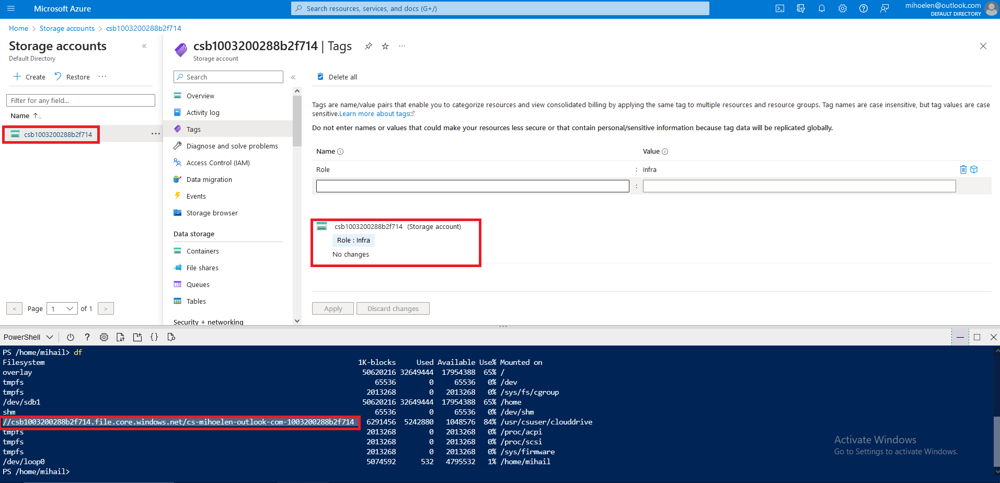 Microsoft Azure
Search resources, services, and docs (G+/)
mihoelen@outlook.com
DEFAULT DIRECTORY
Home > Storage accounts > csb1003200288b2f714
Storage accounts
Default Directory
+ Create Restore ...
Filter for any field...
Name
csb1003200288b2f714 ...
< Page 1 of 1 >
csb1003200288b2f714 | Tags ...
Storage account
Search
Overview
Activity log
Tags
Diagnose and solve problems
Access Control (IAM)
Data migration
Events
Storage browser
Data storage
Containers
File shares
Queues
Tables
Security + networking
Delete all
Tags are name/value pairs that enable you to categorize resources and view consolidated billing by applying the same tag to multiple resources and resource groups. Tag names are case insensitive, but tag values are case
sensitive.Learn more about tags
Do not enter names or values that could make your resources less secure or that contain personal/sensitive information because tag data will be replicated globally.
Name Value
Role : Infra
:
csb1003200288b2f714 (Storage account)
Role : Infra
No changes
Apply Discard changes
PowerShell ? {}
PS /home/mihail> df
Filesystem 1K-blocks Used Available Use% Mounted on
overlay 50620216 32649444 17954388 65% /
tmpfs 65536 0 65536 0% /dev
tmpfs 2013268 0 2013268 0% /sys/fs/cgroup
/dev/sdb1 50620216 32649444 17954388 65% /home
shm 65536 0 65536 0% /dev/shm
//csb1003200288b2f714.file.core.windows.net/cs-mihoelen-outlook-com-1003200288b2f714 6291456 5242880 1048576 84% /usr/csuser/clouddrive
tmpfs 2013268 0 2013268 0% /proc/acpi
tmpfs 2013268 0 2013268 0% /proc/scsi
tmpfs 2013268 0 2013268 0% /sys/firmware
/dev/loop0 5074592 532 4795532 1% /home/mihail
PS /home/mihail>
Activate Windows
Go to Settings to activate Windows.